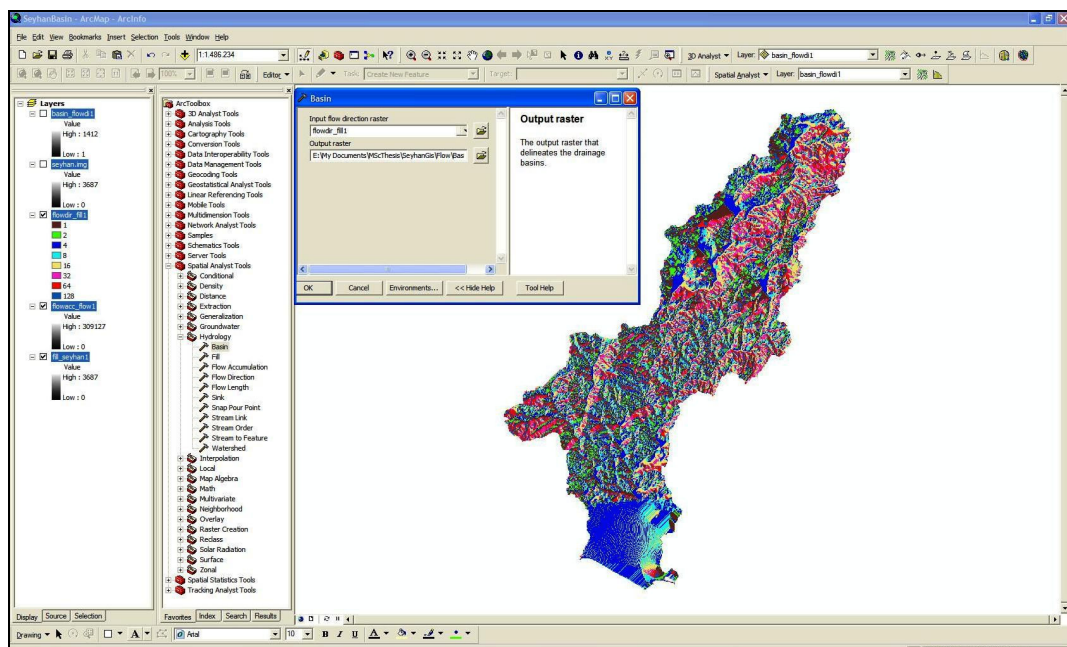 SeyhanBasin - ArcMap - ArcInfo
File Edit View Bookmarks Insert Selection Tools Window Help
1:1.486.234
3D Analyst Layer: basin_flowdi1
100% Editor Task: Create New Feature Target: Spatial Analyst Layer: basin_flowdi1
Layers
basin_flowdi1
Value
High : 1412
Low : 1
seyhan.img
Value
High : 3687
Low : 0
flowdir_fill1
1
2
4
8
16
32
64
128
flowacc_flow1
Value
High : 309127
Low : 0
fill_seyhan1
Value
High : 3687
Low : 0
Display Source Selection
ArcToolbox
3D Analyst Tools
Analysis Tools
Cartography Tools
Conversion Tools
Data Interoperability Tools
Data Management Tools
Geocoding Tools
Geostatistical Analyst Tools
Linear Referencing Tools
Mobile Tools
Multidimension Tools
Network Analyst Tools
Samples
Schematics Tools
Server Tools
Spatial Analyst Tools
Conditional
Density
Distance
Extraction
Generalization
Groundwater
Hydrology
Basin
Fill
Flow Accumulation
Flow Direction
Flow Length
Sink
Snap Pour Point
Stream Link
Stream Order
Stream to Feature
Watershed
Interpolation
Local
Map Algebra
Math
Multivariate
Neighborhood
Overlay
Raster Creation
Reclass
Solar Radiation
Surface
Zonal
Spatial Statistics Tools
Tracking Analyst Tools
Favorites Index Search Results
Basin
Input flow direction raster
flowdir_fill1
Output raster
E:\My Documents\MScThesis\SeyhanGis\Flow\Bas
OK Cancel Environments... << Hide Help Tool Help
Output raster
The output raster that
delineates the drainage
basins.
Drawing A Arial 10 B I U A